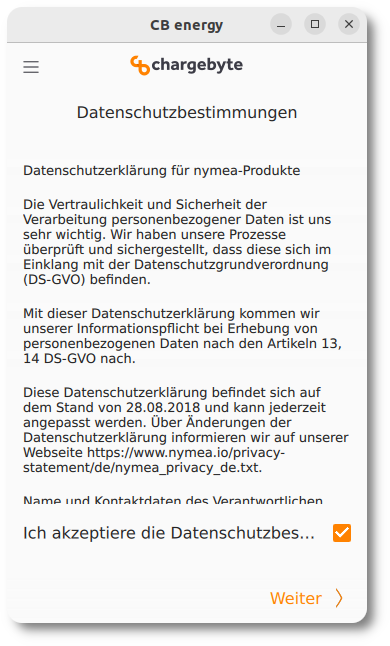 CB energy
chargebyte
Datenschutzbestimmungen
Datenschutzerklärung für nymea-Produkte
Die Vertraulichkeit und Sicherheit der
Verarbeitung personenbezogener Daten ist uns
sehr wichtig. Wir haben unsere Prozesse
überprüft und sichergestellt, dass diese sich im
Einklang mit der Datenschutzgrundverordnung
(DS-GVO) befinden.
Mit dieser Datenschutzerklärung kommen wir
unserer Informationspflicht bei Erhebung von
personenbezogenen Daten nach den Artikeln 13,
14 DS-GVO nach.
Diese Datenschutzerklärung befindet sich auf
dem Stand von 28.08.2018 und kann jederzeit
angepasst werden. Über Änderungen der
Datenschutzerklärung informieren wir auf unserer
Webseite https://www.nymea.io/privacy-
statement/de/nymea_privacy_de.txt.
Name und Kontaktdaten des Verantwortlichen
Ich akzeptiere die Datenschutzbes...
Weiter